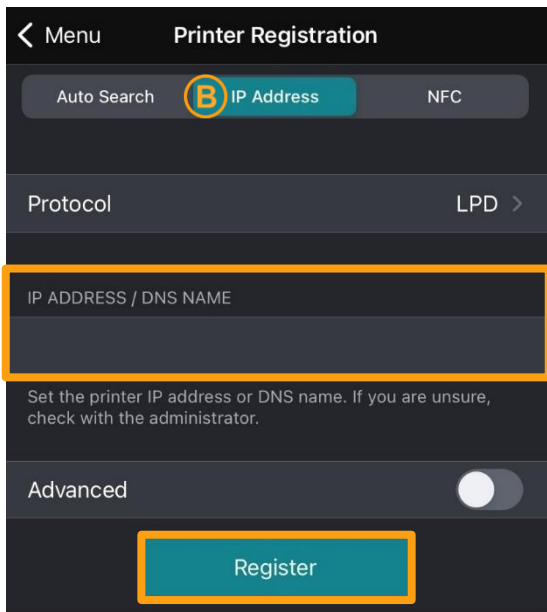 Menu Printer Registration
Auto Search B IP Address NFC
Protocol LPD
IP ADDRESS / DNS NAME
Set the printer IP address or DNS name. If you are unsure,
check with the administrator.
Advanced
Register